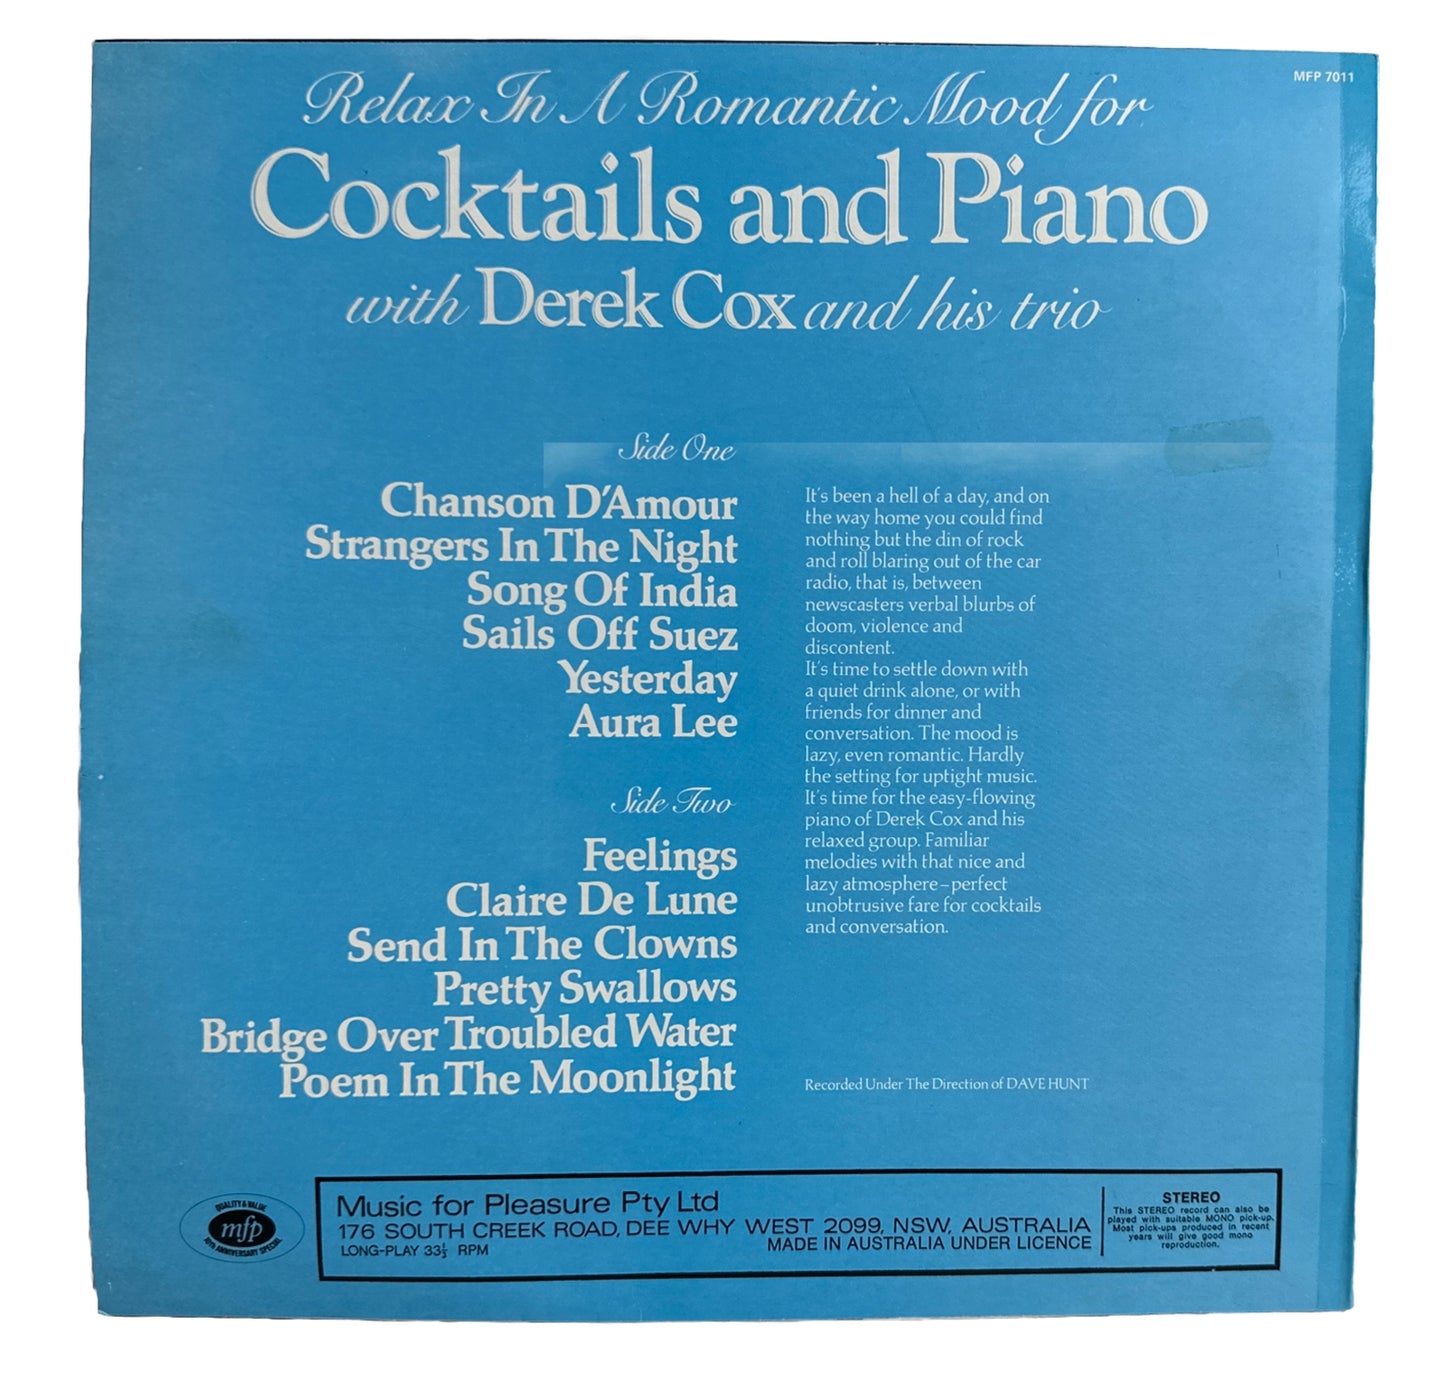 MFP 7011
Relax In A Romantic Mood for
Cocktails and Piano
with Derek Cox and his trio
Side One
Chanson D'Amour
Strangers In The Night
Song Of India
Sails Off Suez
Yesterday
Aura Lee
Side Two
Feelings
Claire De Lune
Send In The Clowns
Pretty Swallows
Bridge Over Troubled Water
Poem In The Moonlight
It's been a hell of a day, and on
the way home you could find
nothing but the din of rock
and roll blaring out of the car
radio, that is, between
newscasters verbal blurbs of
doom, violence and
discontent.
It's time to settle down with
a quiet drink alone, or with
friends for dinner and
conversation. The mood is
lazy, even romantic. Hardly
the setting for uptight music.
It's time for the easy-flowing
piano of Derek Cox and his
relaxed group. Familiar
melodies with that nice and
lazy atmosphere–perfect
unobtrusive fare for cocktails
and conversation.
Recorded Under The Direction of DAVE HUNT
QUALITY & VALUE
mfp
10TH ANNIVERSARY SPECIAL
Music for Pleasure Pty Ltd
176 SOUTH CREEK ROAD, DEE WHY WEST 2099, NSW, AUSTRALIA
LONG-PLAY 33⅓ RPM
MADE IN AUSTRALIA UNDER LICENCE
STEREO
This STEREO record can also be
played with suitable MONO pick-up.
Most pick-ups produced in recent
years will give good mono
reproduction.